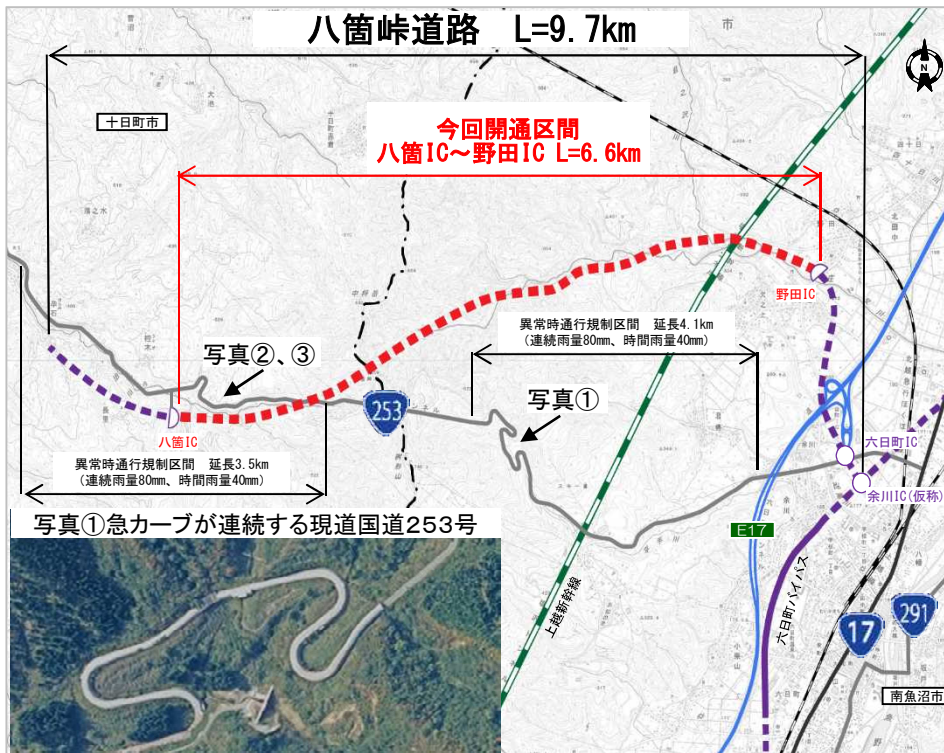 八箇峠道路 L=9.7km
市
十日町市
今回開通区間
八箇IC～野田IC L=6.6km
野田IC
異常時通行規制区間 延長4.1km
(連続雨量80mm、時間雨量40mm)
写真②、③
写真①
253
八箇IC
六日町IC
異常時通行規制区間 延長3.5km
(連続雨量80mm、時間雨量40mm)
余川IC(仮称)
写真①急カーブが連続する現道国道253号
E17
上越新幹線
六日町バイパス
17
291
南魚沼市
六日町
N